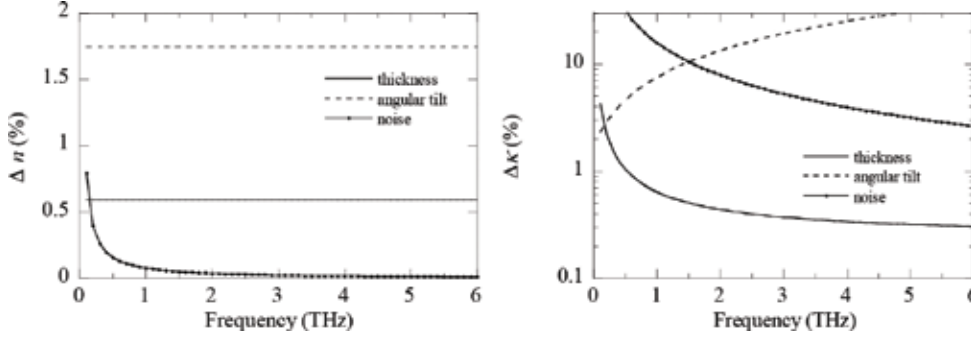 2
1.5
1
0.5
0
Δ n (%)
thickness
angular tilt
noise
0 1 2 3 4 5 6
Frequency (THz)
10
1
0.1
Δκ (%)
thickness
angular tilt
noise
0 1 2 3 4 5 6
Frequency (THz)